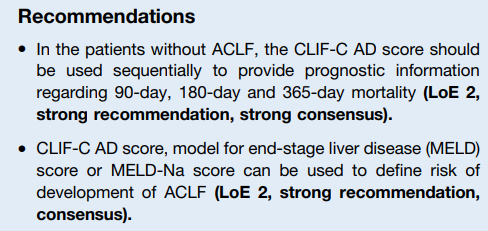 Recommendations
• In the patients without ACLF, the CLIF-C AD score should
be used sequentially to provide prognostic information
regarding 90-day, 180-day and 365-day mortality (LoE 2,
strong recommendation, strong consensus).
• CLIF-C AD score, model for end-stage liver disease (MELD)
score or MELD-Na score can be used to define risk of
development of ACLF (LoE 2, strong recommendation,
consensus).